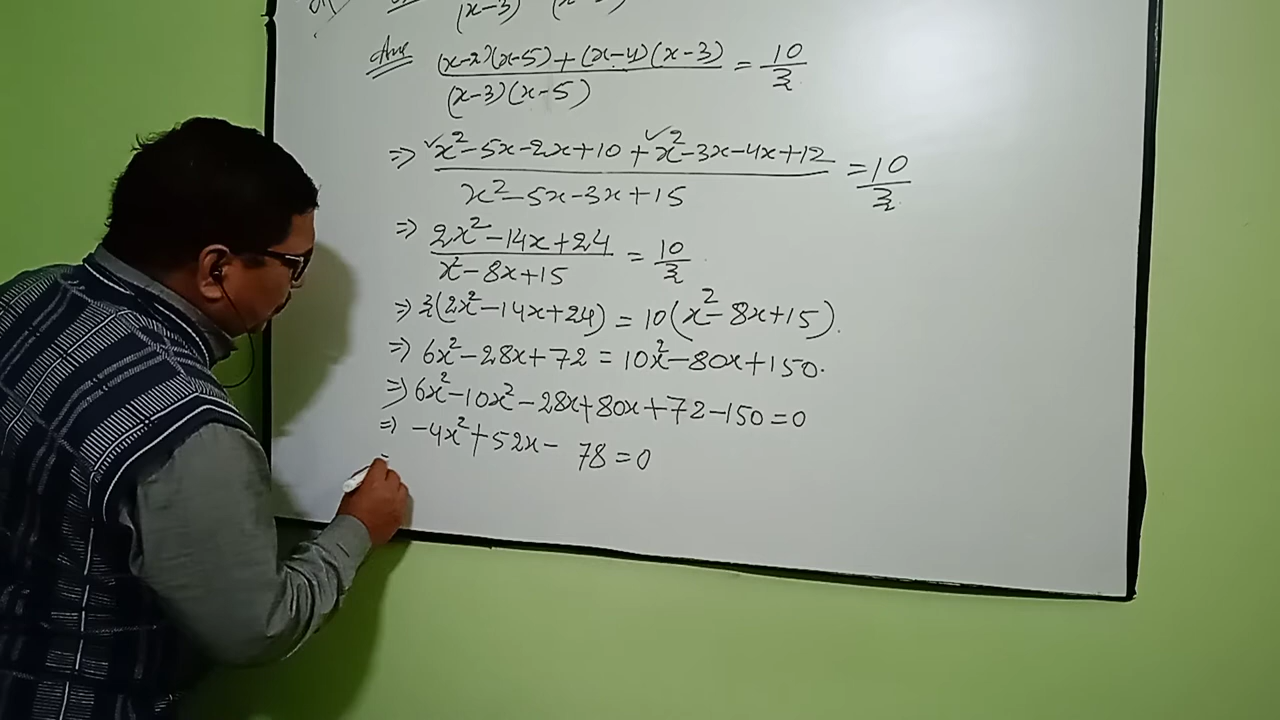 (x-3) (x-
Ans (x-2)(x-5)+(x-4)(x-3) / (x-3)(x-5) = 10/3
=> x²-5x-2x+10+x²-3x-4x+12 / x²-5x-3x+15 = 10/3
=> 2x²-14x+24 / x²-8x+15 = 10/3
=> 3(2x²-14x+24) = 10(x²-8x+15).
=> 6x²-28x+72 = 10x²-80x+150.
=> 6x²-10x²-28x+80x+72-150=0
=> -4x²+52x- 78=0